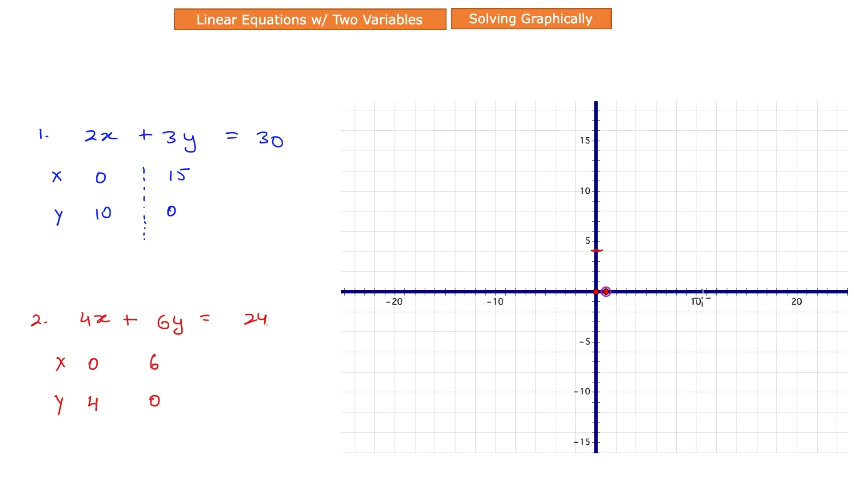 Linear Equations w/ Two Variables
Solving Graphically
1. 2x + 3y = 30
x 0 15
y 10 0
2. 4x + 6y = 24
x 0 6
y 4 0
15
10
5
-20 -10 10 20
-5
-10
-15